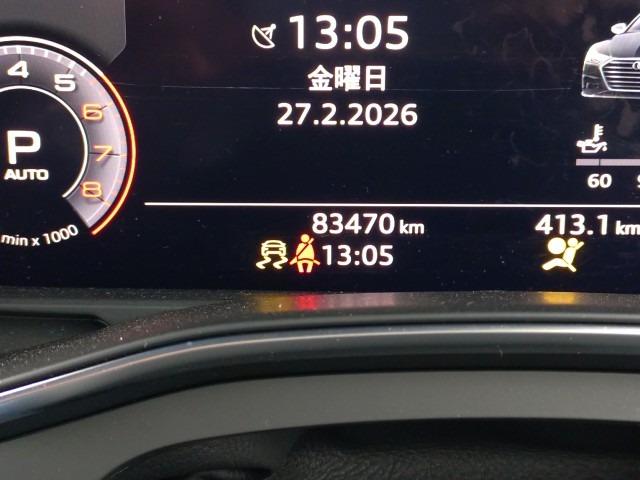 13:05
金曜日
27.2.2026
4 5 6 7 8
P
AUTO
min x 1000
60
83470 km
413.1 km
13:05